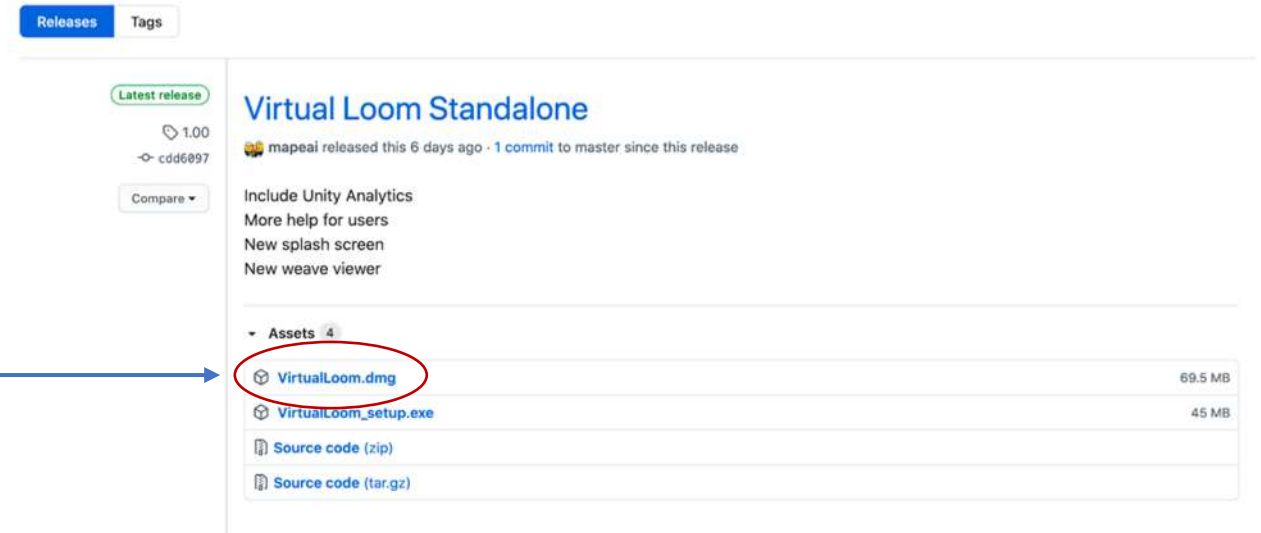 Releases Tags
Latest release
1.00
cdd6097
Compare
Virtual Loom Standalone
mapeai released this 6 days ago · 1 commit to master since this release
Include Unity Analytics
More help for users
New splash screen
New weave viewer
Assets 4
VirtualLoom.dmg 69.5 MB
VirtualLoom_setup.exe 45 MB
Source code (zip)
Source code (tar.gz)